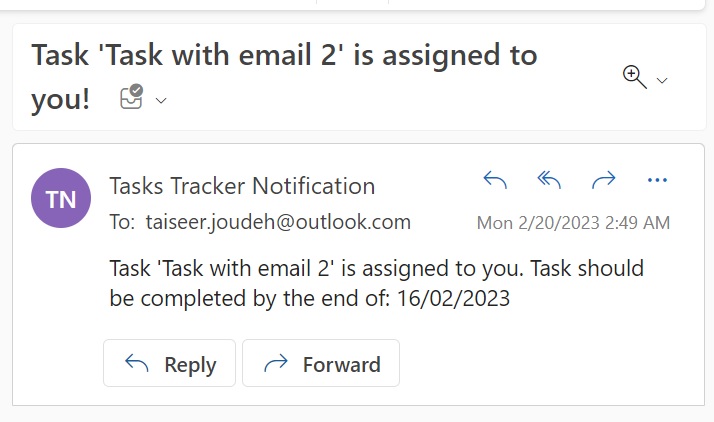 Task 'Task with email 2' is assigned to
you!
TN
Tasks Tracker Notification
To: taiseer.joudeh@outlook.com
Mon 2/20/2023 2:49 AM
Task 'Task with email 2' is assigned to you. Task should
be completed by the end of: 16/02/2023
Reply
Forward